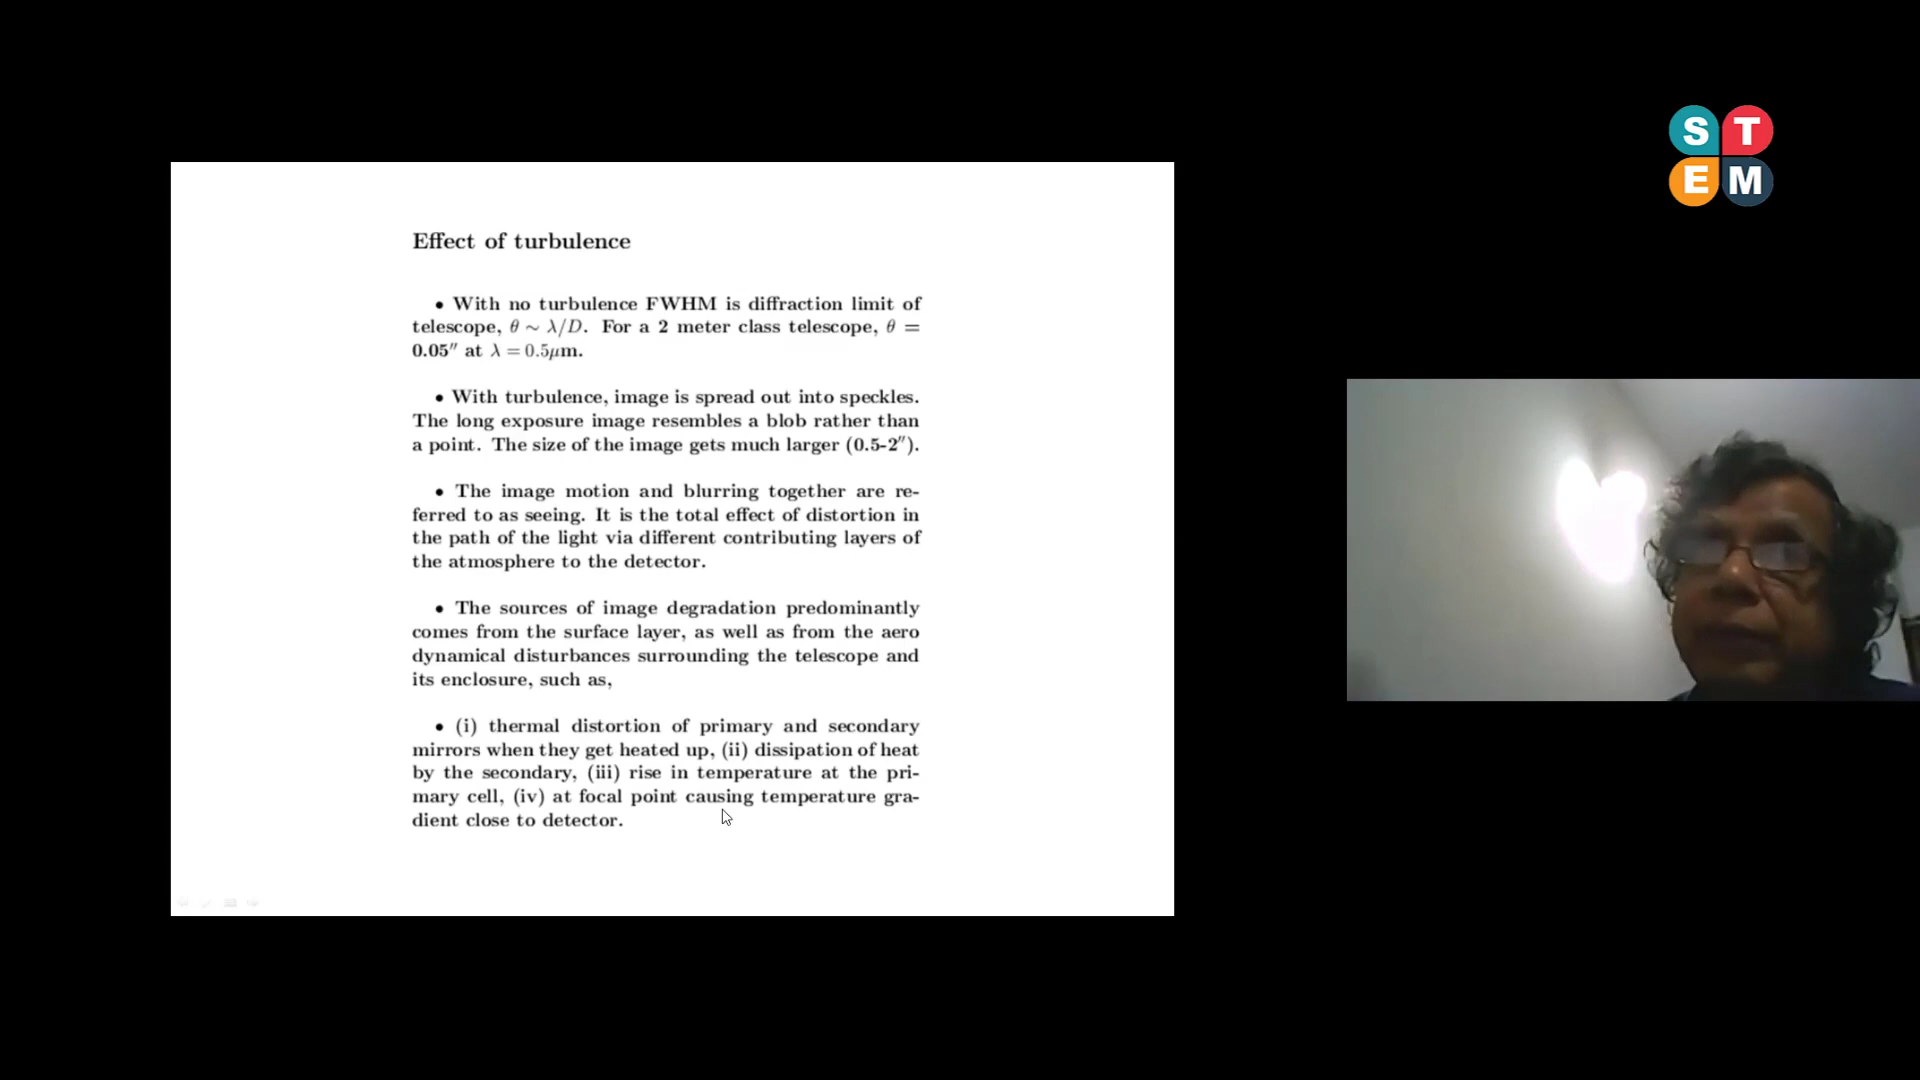 S T
E M
Effect of turbulence
• With no turbulence FWHM is diffraction limit of
telescope, θ ∼ λ/D. For a 2 meter class telescope, θ =
0.05″ at λ = 0.5μm.
• With turbulence, image is spread out into speckles.
The long exposure image resembles a blob rather than
a point. The size of the image gets much larger (0.5-2″).
• The image motion and blurring together are re-
ferred to as seeing. It is the total effect of distortion in
the path of the light via different contributing layers of
the atmosphere to the detector.
• The sources of image degradation predominantly
comes from the surface layer, as well as from the aero
dynamical disturbances surrounding the telescope and
its enclosure, such as,
• (i) thermal distortion of primary and secondary
mirrors when they get heated up, (ii) dissipation of heat
by the secondary, (iii) rise in temperature at the pri-
mary cell, (iv) at focal point causing temperature gra-
dient close to detector.